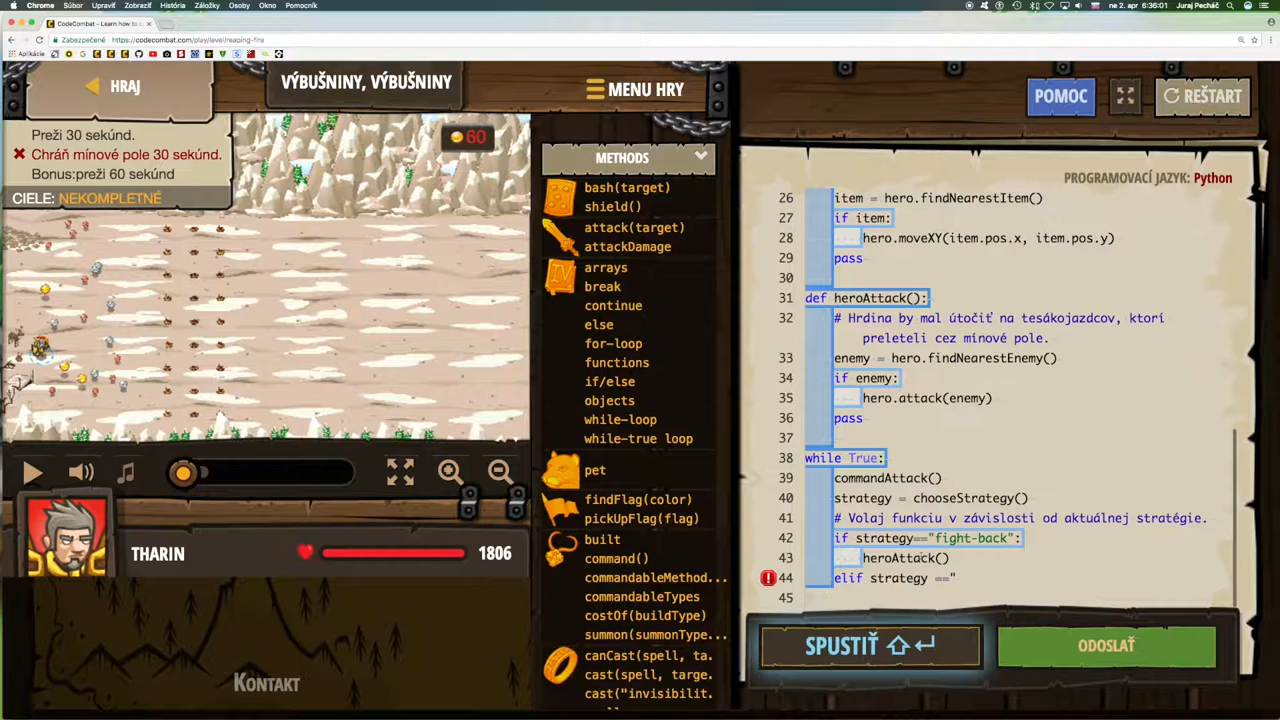 Chrome Súbor Upraviť Zobraziť História Záložky Osoby Okno Pomocník
ne 2. apr 6:36:01 Juraj Pecháč
CodeCombat - Learn how to c
Zabezpečené https://codecombat.com/play/level/reaping-fire
Aplikácie
HRAJ
VÝBUŠNINY, VÝBUŠNINY
MENU HRY
POMOC
REŠTART
Preži 30 sekúnd.
Chráň mínové pole 30 sekúnd.
Bonus:preži 60 sekúnd
CIELE: NEKOMPLETNÉ
60
METHODS
bash(target)
shield()
attack(target)
attackDamage
arrays
break
continue
else
for-loop
functions
if/else
objects
while-loop
while-true loop
pet
findFlag(color)
pickUpFlag(flag)
built
command()
commandableMethod...
commandableTypes
costOf(buildType)
summon(summonType...
canCast(spell, ta.
cast(spell, targe.
cast("invisibilit.
THARIN
1806
KONTAKT
PROGRAMOVACÍ JAZYK: Python
26 item = hero.findNearestItem()
27 if item:
28 hero.moveXY(item.pos.x, item.pos.y)
29 pass
30
31 def heroAttack():
32 # Hrdina by mal útočiť na tesákojazdcov, ktorí
preleteli cez mínové pole.
33 enemy = hero.findNearestEnemy()
34 if enemy:
35 hero.attack(enemy)
36 pass
37
38 while True:
39 commandAttack()
40 strategy = chooseStrategy()
41 # Volaj funkciu v závislosti od aktuálnej stratégie.
42 if strategy=="fight-back":
43 heroAttack()
44 elif strategy =="
45
SPUSTIŤ
ODOSLAŤ